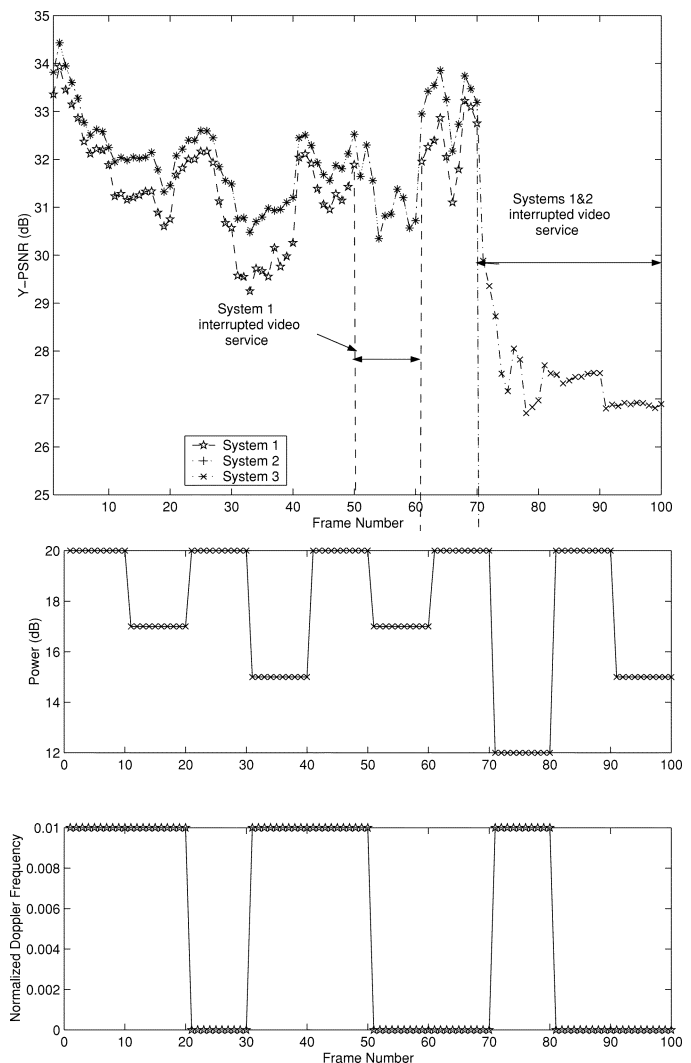 35
34
33
32
31
30
29
28
27
26
25
Y-PSNR (dB)
Systems 1&2
interrupted video
service
System 1
interrupted video
service
System 1
System 2
System 3
10 20 30 40 50 60 70 80 90 100
Frame Number
20
18
16
14
12
Power (dB)
0 10 20 30 40 50 60 70 80 90 100
0.01
0.008
0.006
0.004
0.002
0
Normalized Doppler Frequency
0 10 20 30 40 50 60 70 80 90 100
Frame Number